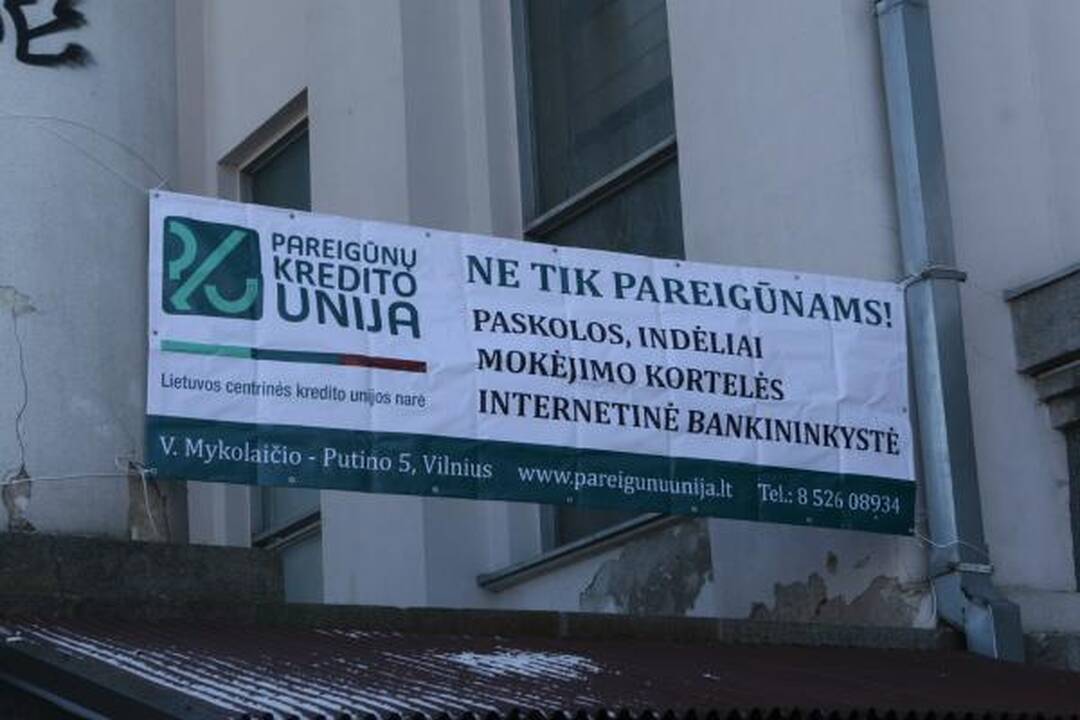 PAREIGŪNŲ
KREDITO
UNIJA
Lietuvos centrinės kredito unijos narė
NE TIK PAREIGŪNAMS!
PASKOLOS, INDĖLIAI
MOKĖJIMO KORTELĖS
INTERNETINĖ BANKININKYSTĖ
V. Mykolaičio - Putino 5, Vilnius www.pareigunuunija.lt Tel.: 8 526 08934